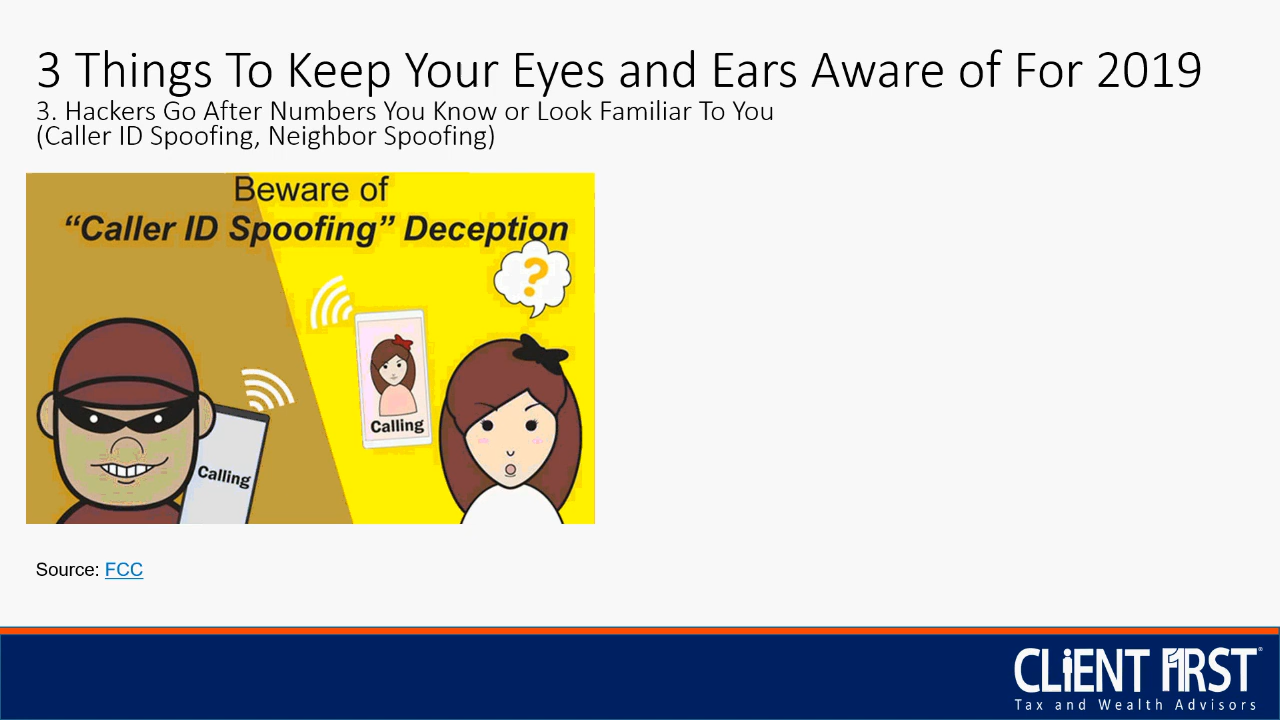 3 Things To Keep Your Eyes and Ears Aware of For 2019
3. Hackers Go After Numbers You Know or Look Familiar To You
(Caller ID Spoofing, Neighbor Spoofing)
Beware of
“Caller ID Spoofing” Deception
?
Calling
Calling
Source: FCC
CLiENT F1RST®
Tax and Wealth Advisors